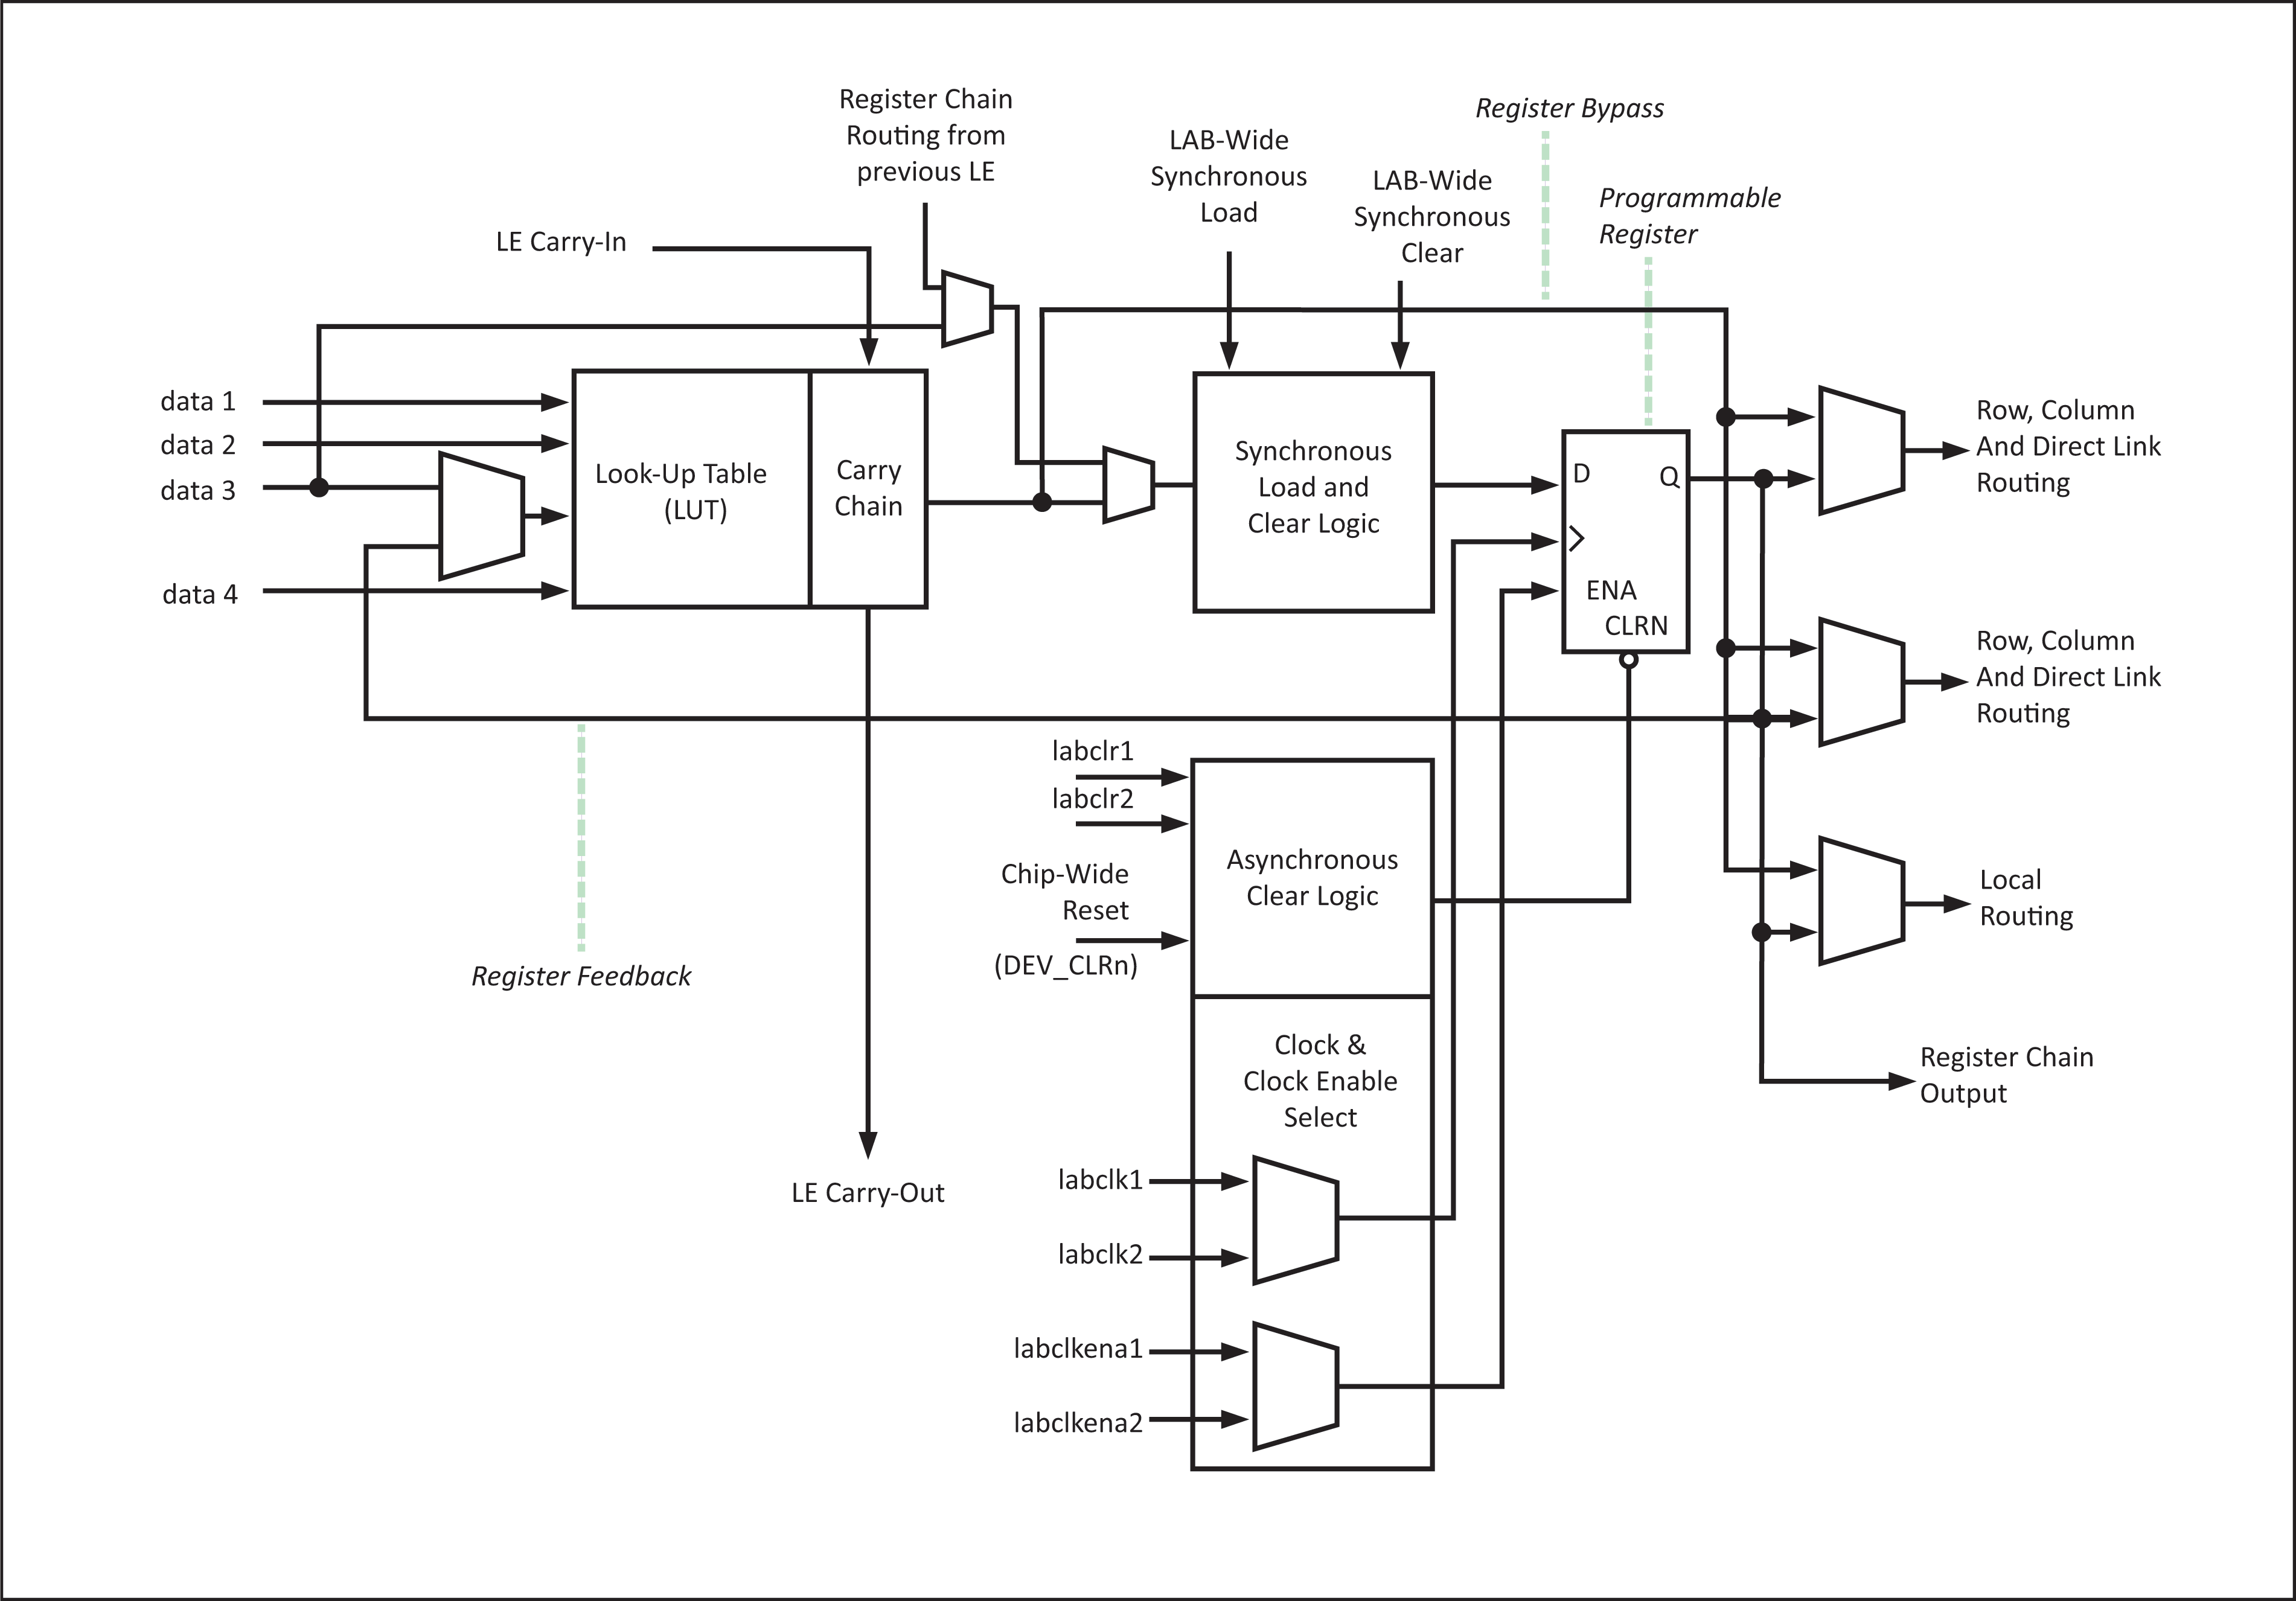 Register Chain
Routing from
previous LE
LAB-Wide
Synchronous
Load
LAB-Wide
Synchronous
Clear
Register Bypass
Programmable
Register
LE Carry-In
data 1
data 2
data 3
data 4
Look-Up Table
(LUT)
Carry
Chain
Synchronous
Load and
Clear Logic
D
Q
ENA
CLRN
Row, Column
And Direct Link
Routing
Row, Column
And Direct Link
Routing
Local
Routing
Register Chain
Output
Register Feedback
LE Carry-Out
labclr1
labclr2
Chip-Wide
Reset
(DEV_CLRn)
Asynchronous
Clear Logic
Clock &
Clock Enable
Select
labclk1
labclk2
labclkena1
labclkena2